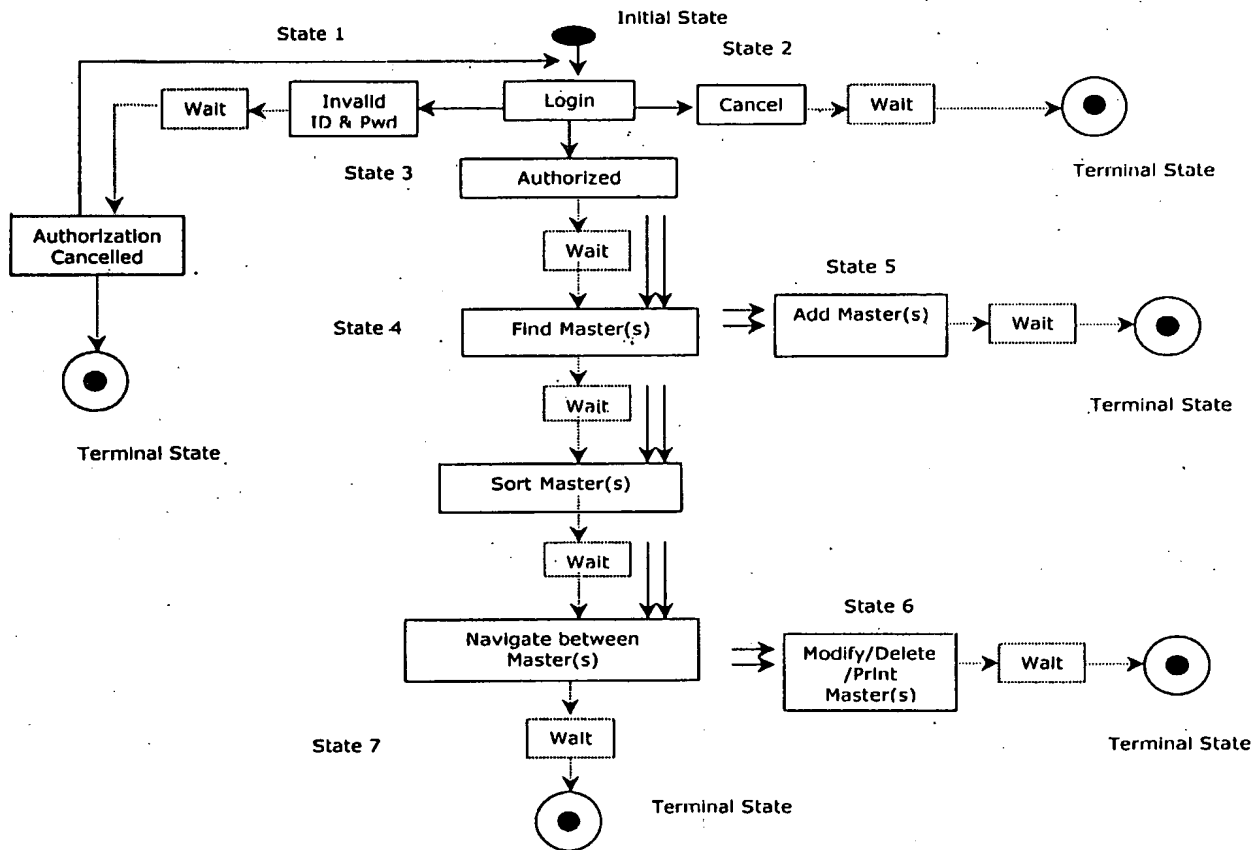 Initial State
State 1
State 2
Wait
Invalid
ID & Pwd
Login
Cancel
Wait
Terminal State
State 3
Authorized
Authorization
Cancelled
Wait
State 5
State 4
Find Master(s)
Add Master(s)
Wait
Wait
Terminal State
Terminal State
Sort Master(s)
Wait
State 6
Navigate between
Master(s)
Modify/Delete
/Print
Master(s)
Wait
State 7
Wait
Terminal State
Terminal State